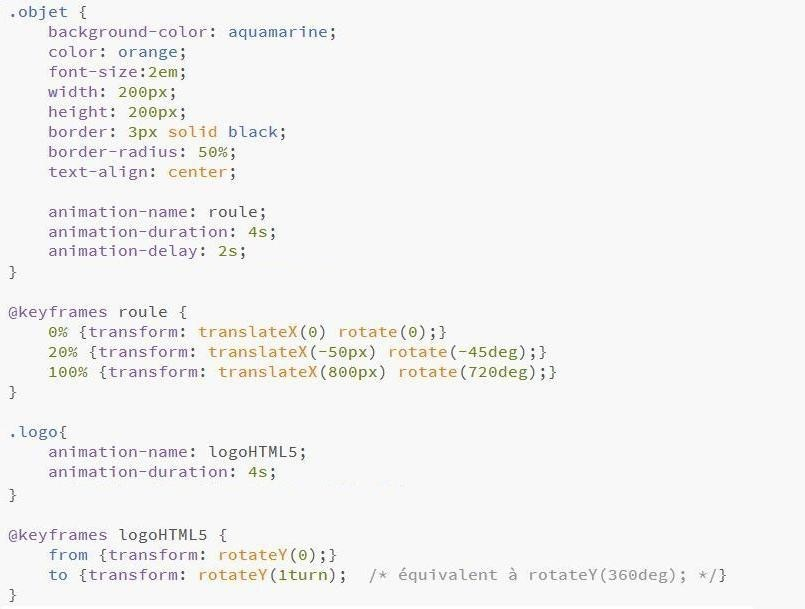 .objet {
    background-color: aquamarine;
    color: orange;
    font-size:2em;
    width: 200px;
    height: 200px;
    border: 3px solid black;
    border-radius: 50%;
    text-align: center;

    animation-name: roule;
    animation-duration: 4s;
    animation-delay: 2s;
}

@keyframes roule {
    0% {transform: translateX(0) rotate(0);}
    20% {transform: translateX(-50px) rotate(-45deg);}
    100% {transform: translateX(800px) rotate(720deg);}
}

.logo{
    animation-name: logoHTML5;
    animation-duration: 4s;
}

@keyframes logoHTML5 {
    from {transform: rotateY(0);}
    to {transform: rotateY(1turn);  /* équivalent à rotateY(360deg); */}
}